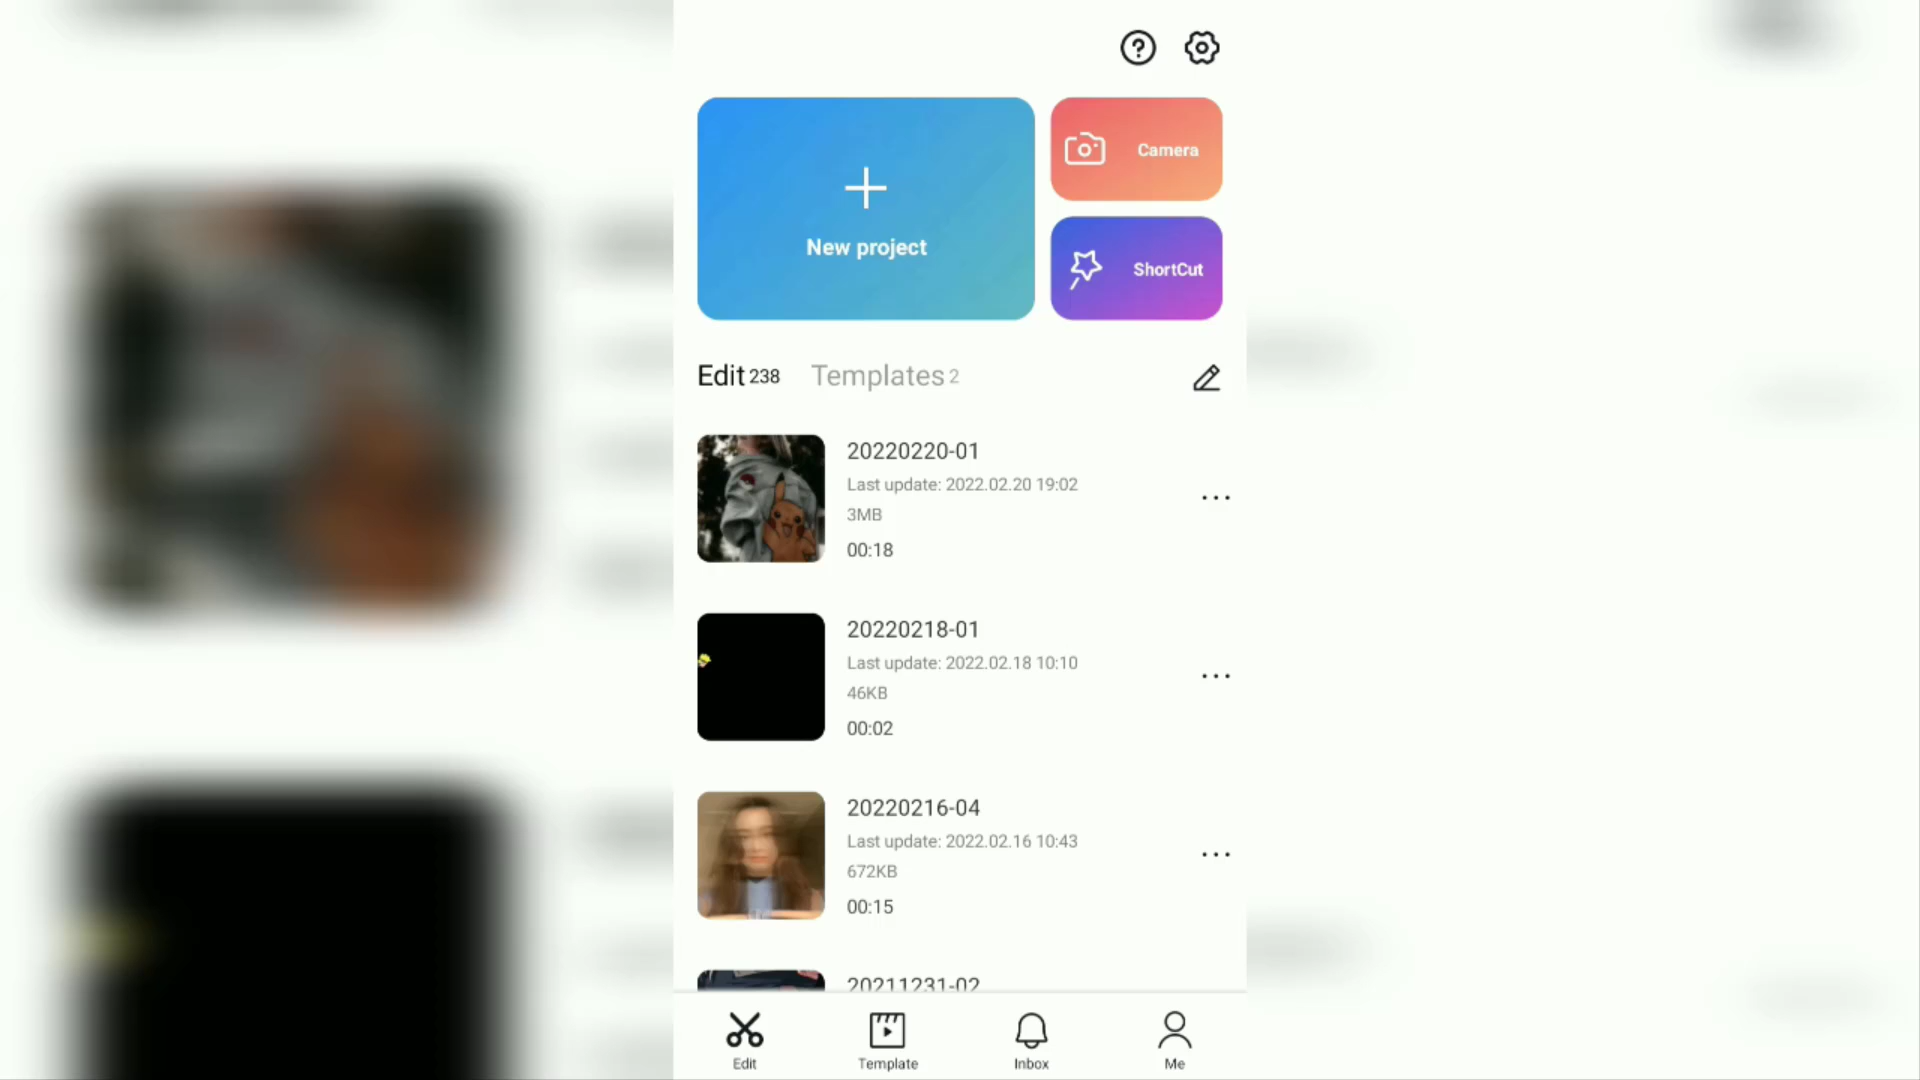 Camera
New project
ShortCut
Edit 238 Templates 2
20220220-01
Last update: 2022.02.20 19:02
3MB
00:18
20220218-01
Last update: 2022.02.18 10:10
46KB
00:02
20220216-04
Last update: 2022.02.16 10:43
672KB
00:15
20211231-02
Edit Template Inbox Me